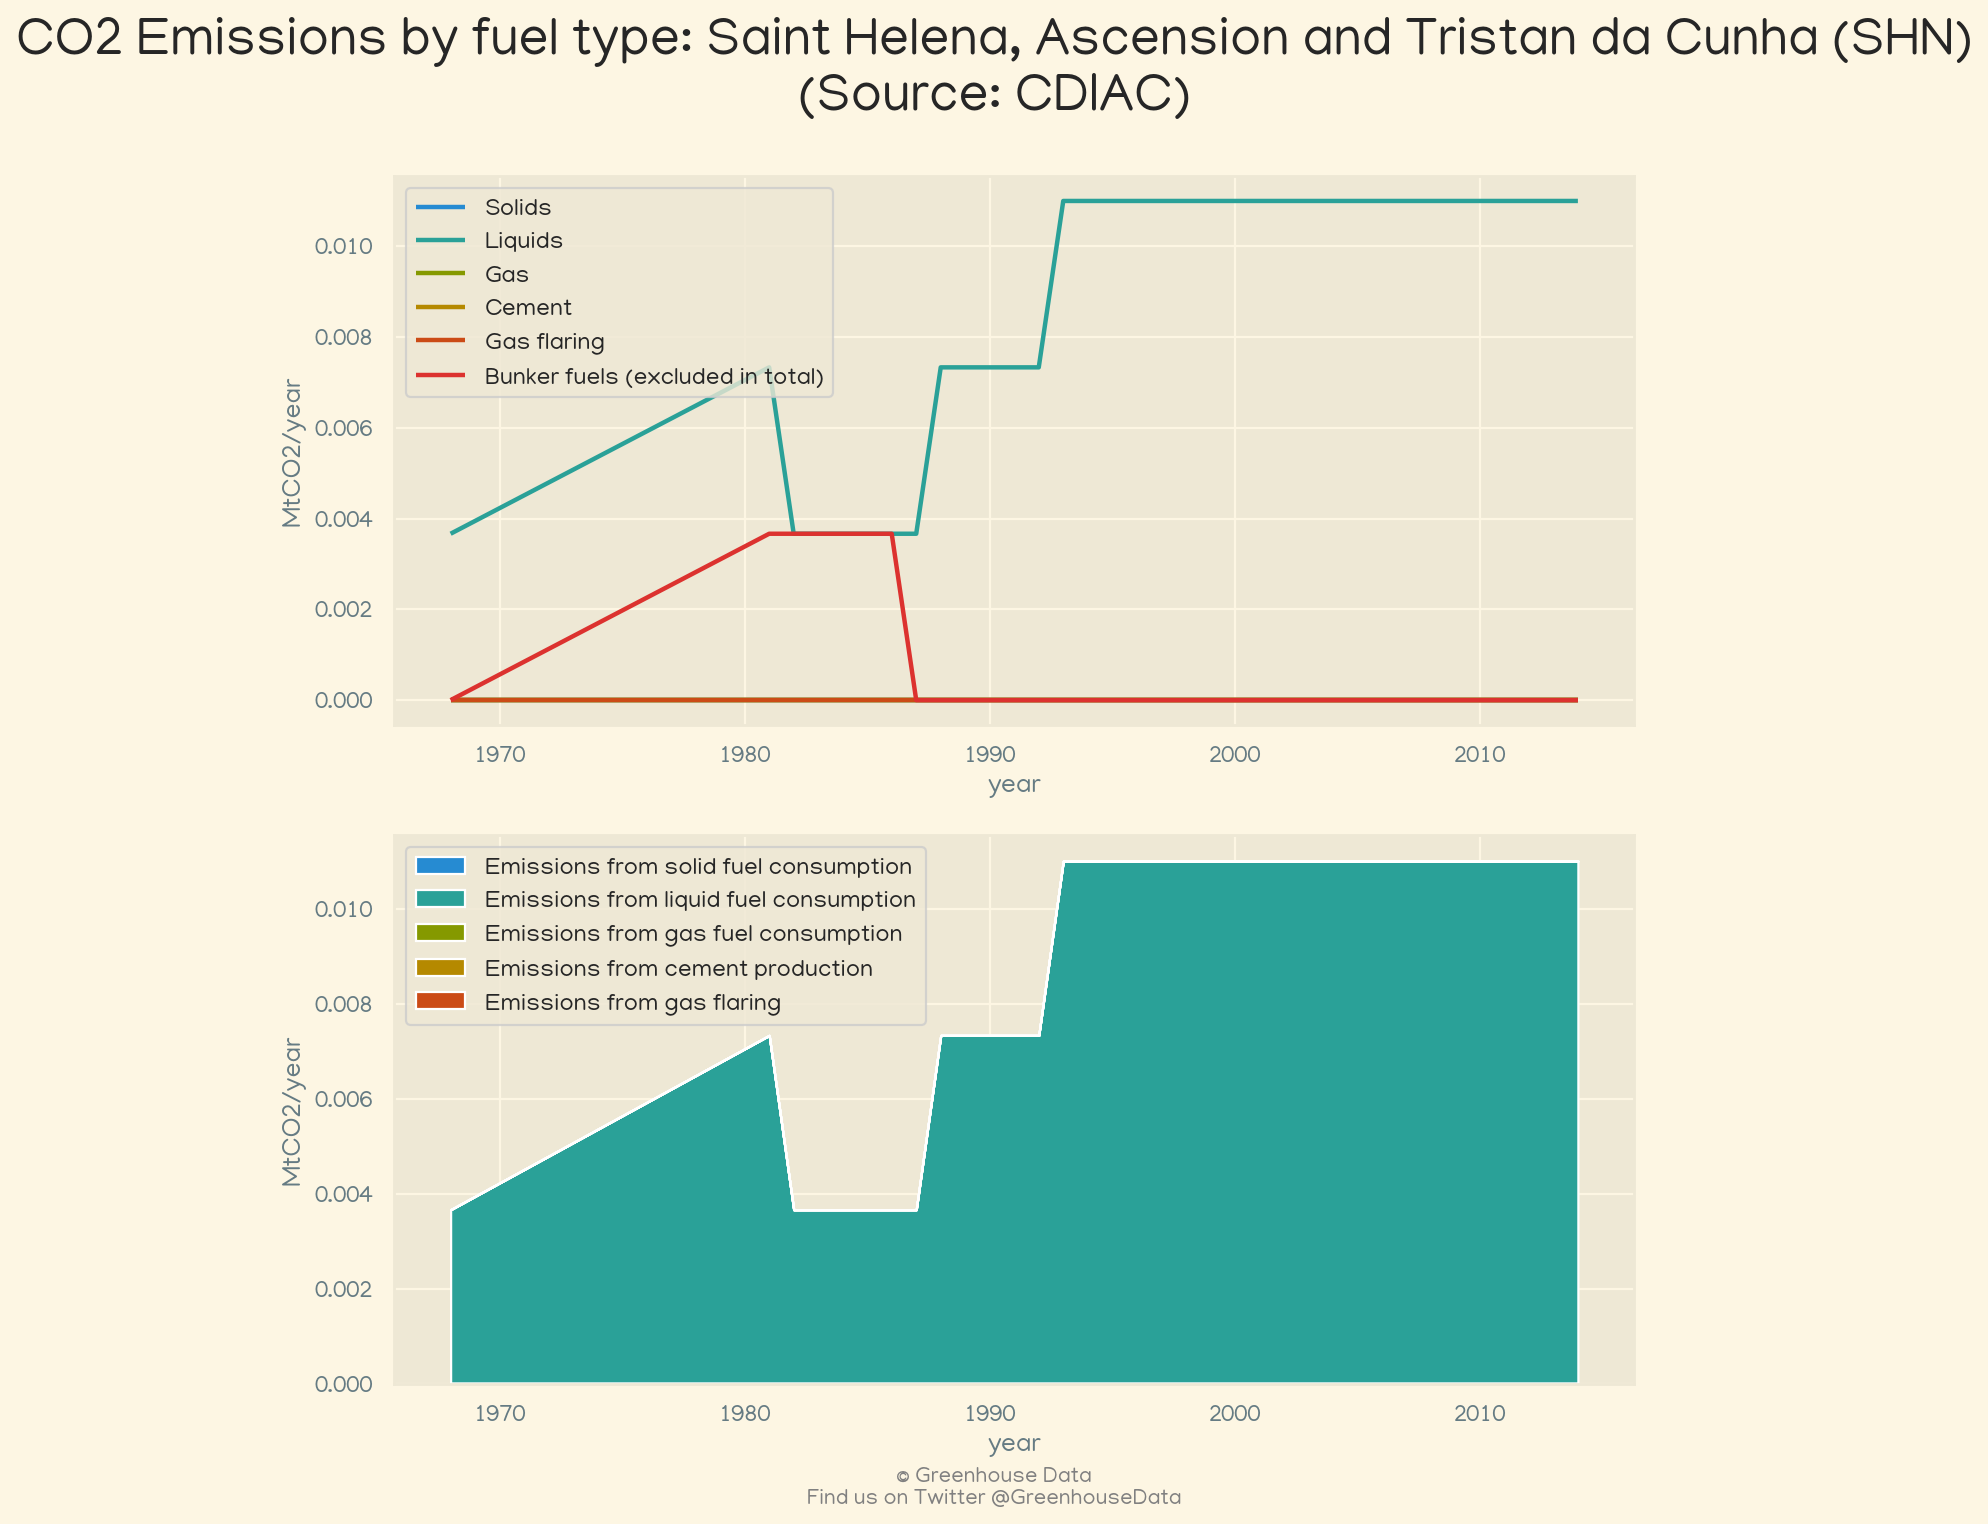 CO2 Emissions by fuel type: Saint Helena, Ascension and Tristan da Cunha (SHN)
(Source: CDIAC)
Solids
Liquids
Gas
Cement
Gas flaring
Bunker fuels (excluded in total)
0.010
0.008
0.006
0.004
0.002
0.000
MtCO2/year
1970 1980 1990 2000 2010
year
Emissions from solid fuel consumption
Emissions from liquid fuel consumption
Emissions from gas fuel consumption
Emissions from cement production
Emissions from gas flaring
0.010
0.008
0.006
0.004
0.002
0.000
MtCO2/year
1970 1980 1990 2000 2010
year
© Greenhouse Data
Find us on Twitter @GreenhouseData